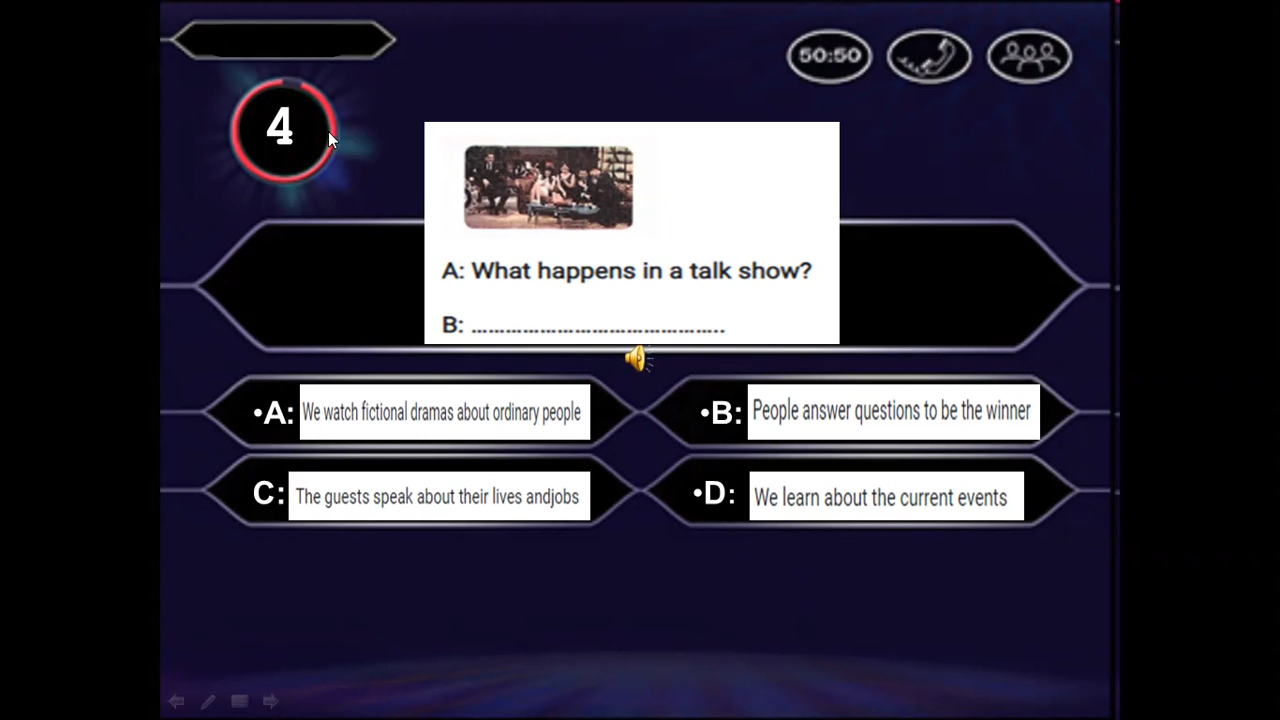 50:50
4
A: What happens in a talk show?
B: ……………………………………..
•A: We watch fictional dramas about ordinary people
•B: People answer questions to be the winner
C: The guests speak about their lives andjobs
•D: We learn about the current events